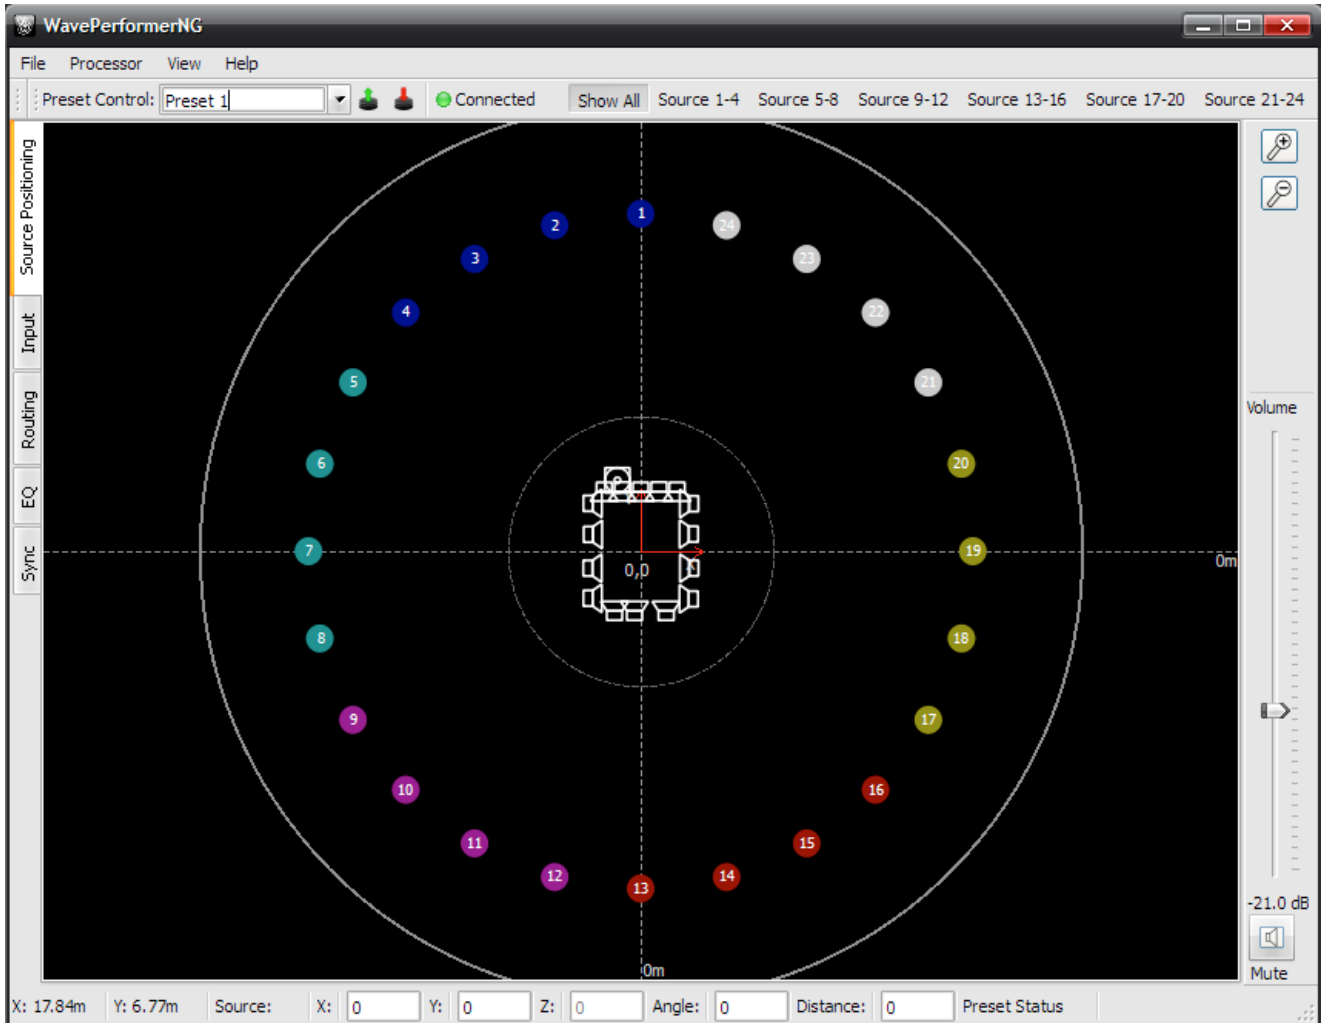 WavePerformerNG
File Processor View Help
Preset Control: Preset 1 Connected Show All Source 1-4 Source 5-8 Source 9-12 Source 13-16 Source 17-20 Source 21-24
Source Positioning
Input
Routing
EQ
Sync
1
2
24
3
23
4
22
5
21
6
20
7
19
0,0
0m
8
18
9
17
10
16
11
15
12
14
13
0m
Volume
-21.0 dB
Mute
X: 17.84m Y: 6.77m Source: X: 0 Y: 0 Z: 0 Angle: 0 Distance: 0 Preset Status